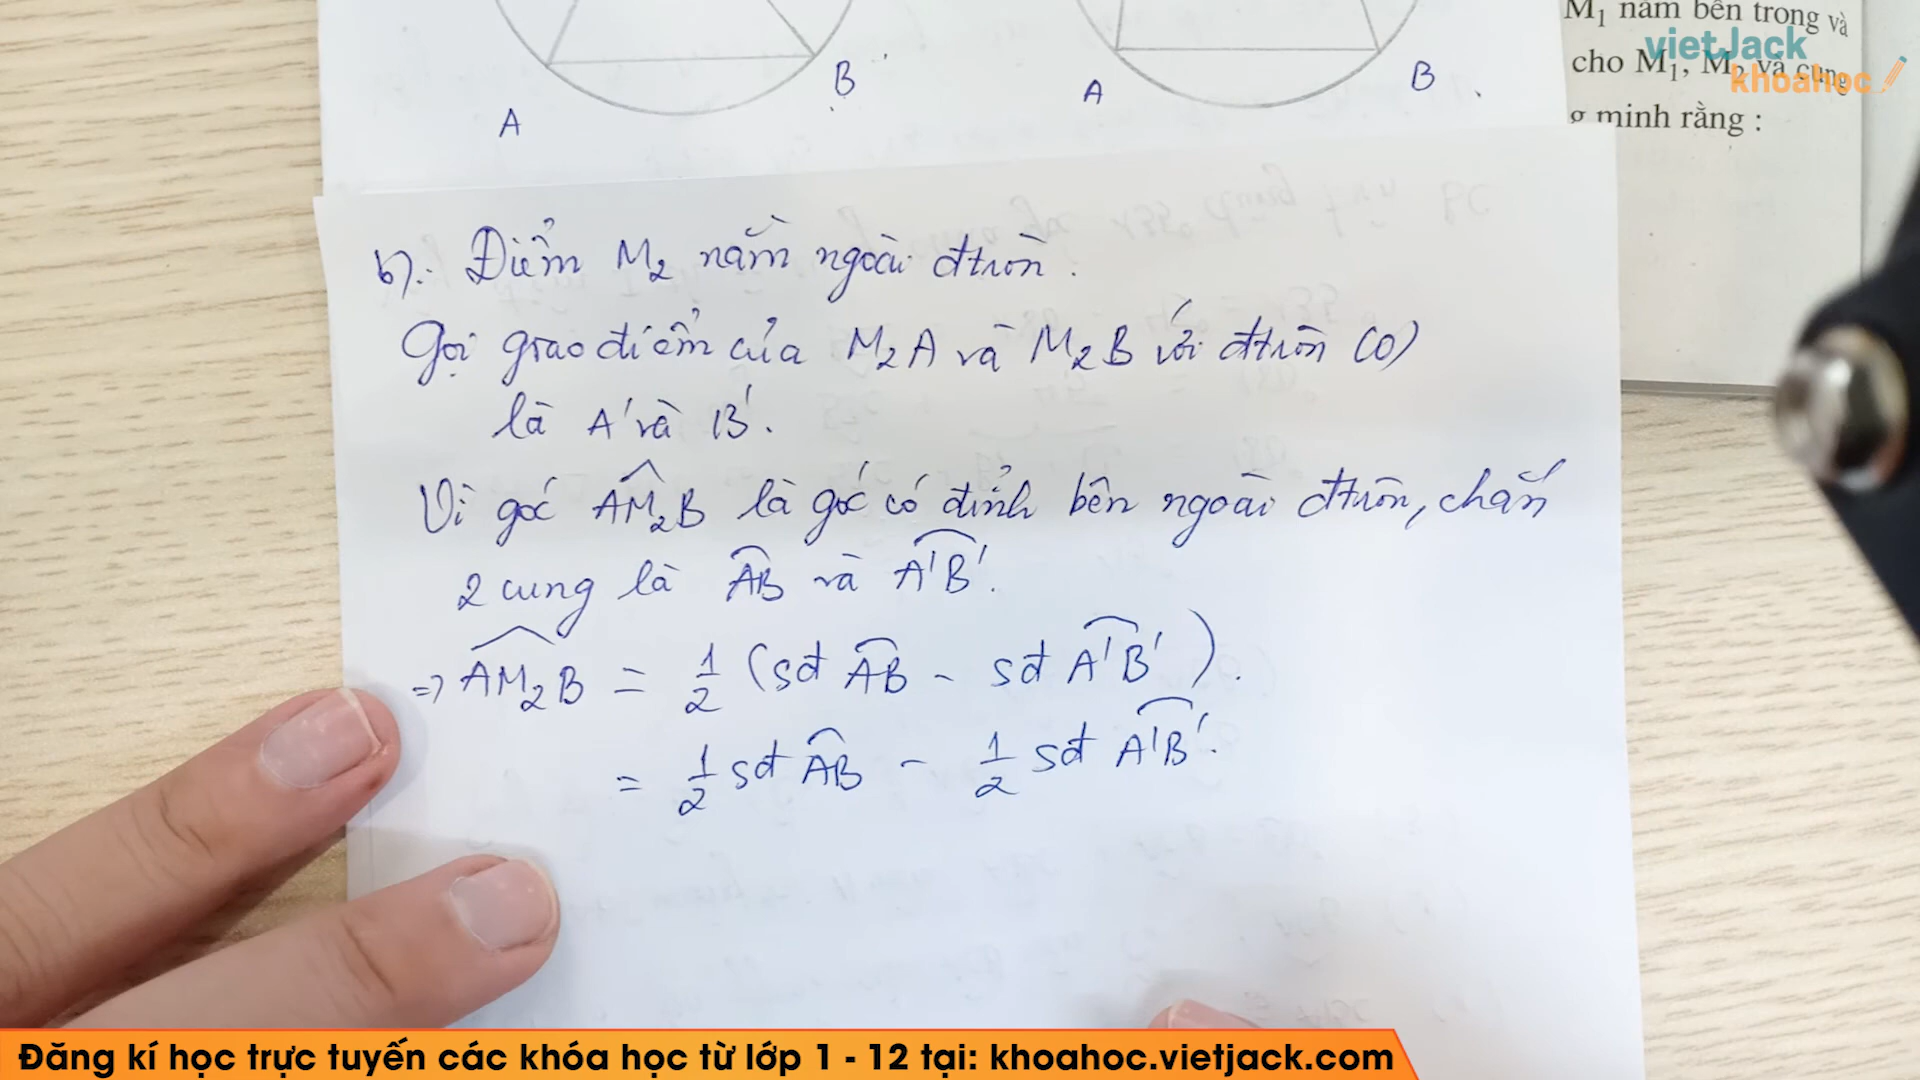 M₁ nằm bên trong và
vietJack
cho M₁, M₂ và cung
khoahoc
g minh rằng :
A
B
A
B
b). Điểm M₂ nằm ngoài đtròn.
Gọi giao điểm của M₂A và M₂B với đtròn (O)
là A' và B'.
Vì góc AM₂B là góc có đỉnh bên ngoài đtròn, chắn
2 cung là AB và A'B'.
=> AM₂B = 1/2 (sđ AB - sđ A'B').
= 1/2 sđ AB - 1/2 sđ A'B'.
Đăng kí học trực tuyến các khóa học từ lớp 1 - 12 tại: khoahoc.vietjack.com